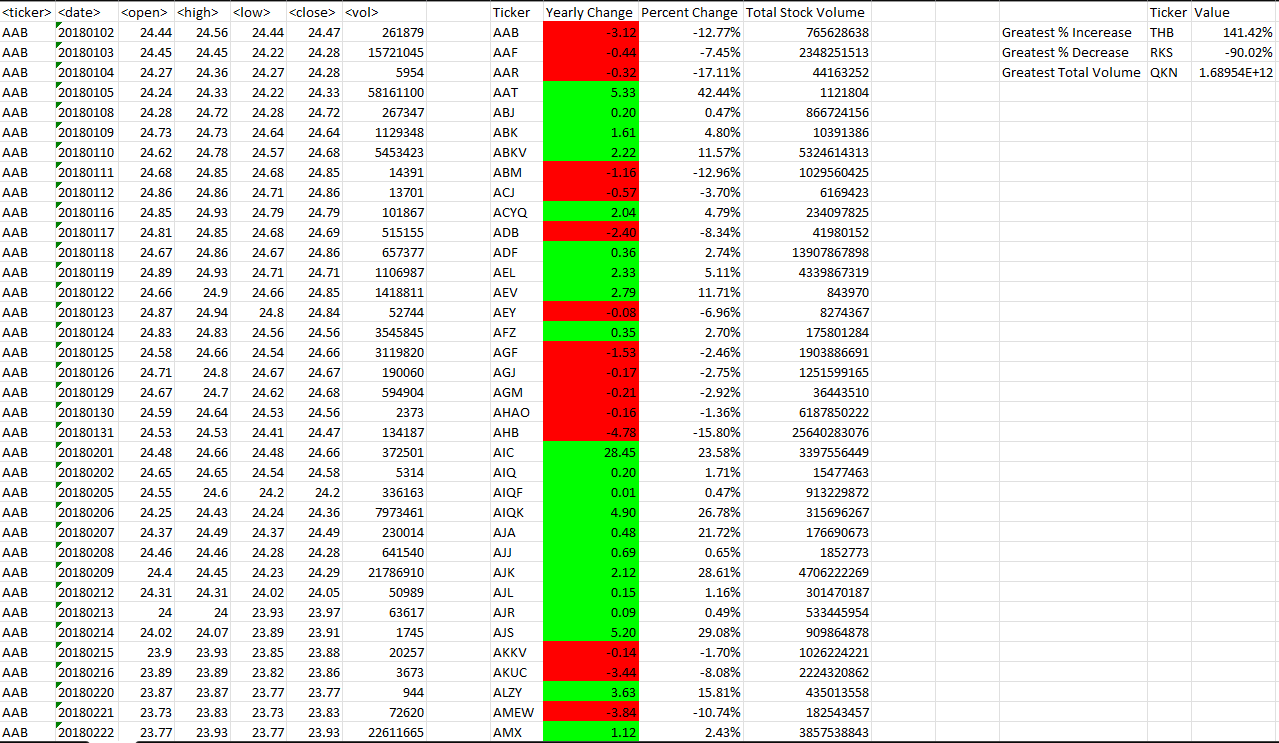 <ticker> <date> <open> <high> <low> <close> <vol> Ticker Yearly Change Percent Change Total Stock Volume Ticker Value
AAB 20180102 24.44 24.56 24.44 24.47 261879 AAB -3.12 -12.77% 765628638 Greatest % Incerease THB 141.42%
AAB 20180103 24.45 24.45 24.22 24.28 15721045 AAF -0.44 -7.45% 2348251513 Greatest % Decrease RKS -90.02%
AAB 20180104 24.27 24.36 24.27 24.28 5954 AAR -0.32 -17.11% 44163252 Greatest Total Volume QKN 1.68954E+12
AAB 20180105 24.24 24.33 24.22 24.33 58161100 AAT 5.33 42.44% 1121804
AAB 20180108 24.28 24.72 24.28 24.72 267347 ABJ 0.20 0.47% 866724156
AAB 20180109 24.73 24.73 24.64 24.64 1129348 ABK 1.61 4.80% 10391386
AAB 20180110 24.62 24.78 24.57 24.68 5453423 ABKV 2.22 11.57% 5324614313
AAB 20180111 24.68 24.85 24.68 24.85 14391 ABM -1.16 -12.96% 1029560425
AAB 20180112 24.86 24.86 24.71 24.86 13701 ACJ -0.57 -3.70% 6169423
AAB 20180116 24.85 24.93 24.79 24.79 101867 ACYQ 2.04 4.79% 234097825
AAB 20180117 24.81 24.85 24.68 24.69 515155 ADB -2.40 -8.34% 41980152
AAB 20180118 24.67 24.86 24.67 24.86 657377 ADF 0.36 2.74% 13907867898
AAB 20180119 24.89 24.93 24.71 24.71 1106987 AEL 2.33 5.11% 4339867319
AAB 20180122 24.66 24.9 24.66 24.85 1418811 AEV 2.79 11.71% 843970
AAB 20180123 24.87 24.94 24.8 24.84 52744 AEY -0.08 -6.96% 8274367
AAB 20180124 24.83 24.83 24.56 24.56 3545845 AFZ 0.35 2.70% 175801284
AAB 20180125 24.58 24.66 24.54 24.66 3119820 AGF -1.53 -2.46% 1903886691
AAB 20180126 24.71 24.8 24.67 24.67 190060 AGJ -0.17 -2.75% 1251599165
AAB 20180129 24.67 24.7 24.62 24.68 594904 AGM -0.21 -2.92% 36443510
AAB 20180130 24.59 24.64 24.53 24.56 2373 AHAO -0.16 -1.36% 6187850222
AAB 20180131 24.53 24.53 24.41 24.47 134187 AHB -4.78 -15.80% 25640283076
AAB 20180201 24.48 24.66 24.48 24.66 372501 AIC 28.45 23.58% 3397556449
AAB 20180202 24.65 24.65 24.54 24.58 5314 AIQ 0.20 1.71% 15477463
AAB 20180205 24.55 24.6 24.2 24.2 336163 AIQF 0.01 0.47% 913229872
AAB 20180206 24.25 24.43 24.24 24.36 7973461 AIQK 4.90 26.78% 315696267
AAB 20180207 24.37 24.49 24.37 24.49 230014 AJA 0.48 21.72% 176690673
AAB 20180208 24.46 24.46 24.28 24.28 641540 AJJ 0.69 0.65% 1852773
AAB 20180209 24.4 24.45 24.23 24.29 21786910 AJK 2.12 28.61% 4706222269
AAB 20180212 24.31 24.31 24.02 24.05 50989 AJL 0.15 1.16% 301470187
AAB 20180213 24 24 23.93 23.97 63617 AJR 0.09 0.49% 533445954
AAB 20180214 24.02 24.07 23.89 23.91 1745 AJS 5.20 29.08% 909864878
AAB 20180215 23.9 23.93 23.85 23.88 20257 AKKV -0.14 -1.70% 1026224221
AAB 20180216 23.89 23.89 23.82 23.86 3673 AKUC -3.44 -8.08% 2224320862
AAB 20180220 23.87 23.87 23.77 23.77 944 ALZY 3.63 15.81% 435013558
AAB 20180221 23.73 23.83 23.73 23.83 72620 AMEW -3.84 -10.74% 182543457
AAB 20180222 23.77 23.93 23.77 23.93 22611665 AMX 1.12 2.43% 3857538843